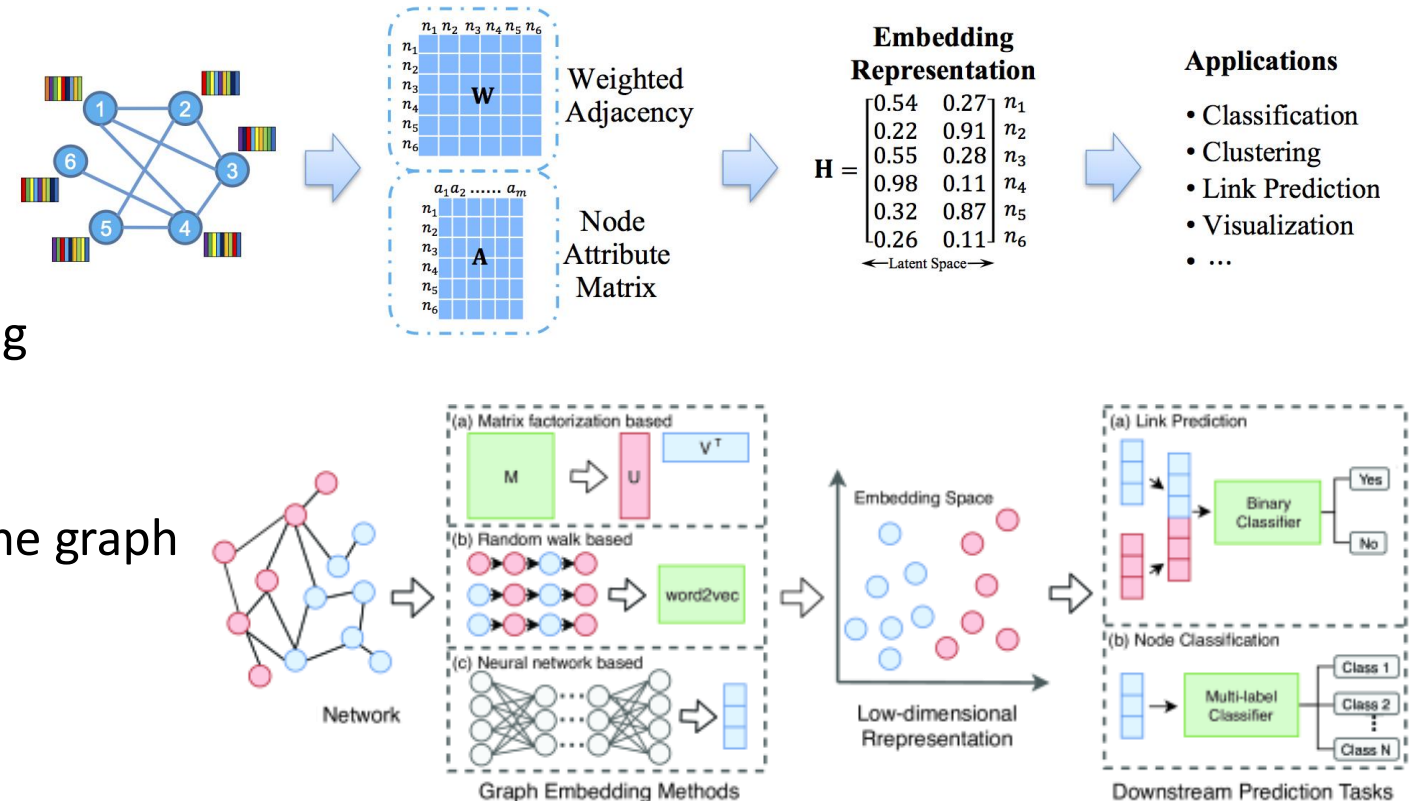 1
2
3
4
5
6
n1 n2 n3 n4 n5 n6
n1
n2
n3
n4
n5
n6
W
Weighted
Adjacency
a1 a2 ...... am
n1
n2
n3
n4
n5
n6
A
Node
Attribute
Matrix
Embedding
Representation
H =
0.54 0.27 n1
0.22 0.91 n2
0.55 0.28 n3
0.98 0.11 n4
0.32 0.87 n5
0.26 0.11 n6
Latent Space
Applications
• Classification
• Clustering
• Link Prediction
• Visualization
• ...
g
he graph
Network
(a) Matrix factorization based
M
U
V T
(b) Random walk based
word2vec
(c) Neural network based
Graph Embedding Methods
Embedding Space
Low-dimensional
Rrepresentation
(a) Link Prediction
Binary
Classifier
Yes
No
(b) Node Classification
Multi-label
Classifier
Class 1
Class 2
Class N
Downstream Prediction Tasks